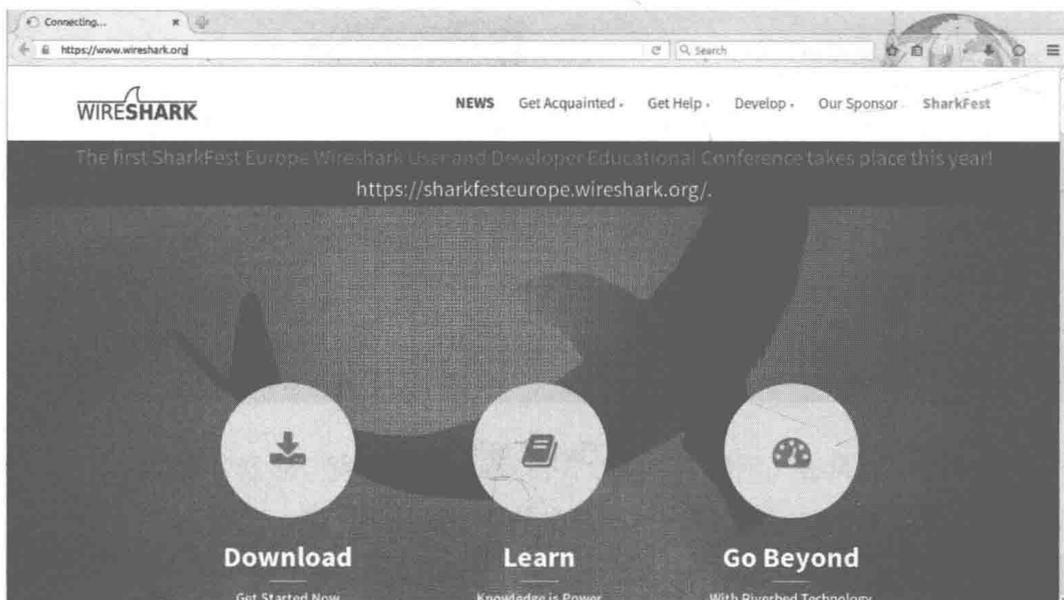 Connecting...
https://www.wireshark.org
Search
WIRESHARK
NEWS Get Acquainted Get Help Develop Our Sponsor SharkFest
The first SharkFest Europe Wireshark User and Developer Educational Conference takes place this year!
https://sharkfesteurope.wireshark.org/.
Download Learn Go Beyond
Get Started Now Knowledge is Power With Riverbed Technology